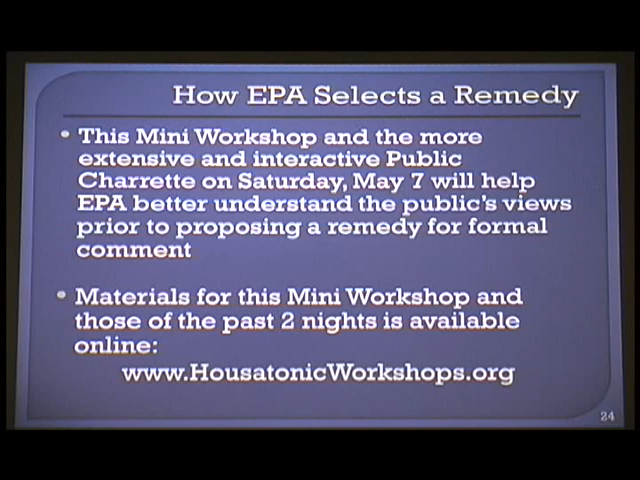 How EPA Selects a Remedy
• This Mini Workshop and the more
extensive and interactive Public
Charrette on Saturday, May 7 will help
EPA better understand the public's views
prior to proposing a remedy for formal
comment
• Materials for this Mini Workshop and
those of the past 2 nights is available
online:
www.HousatonicWorkshops.org
24